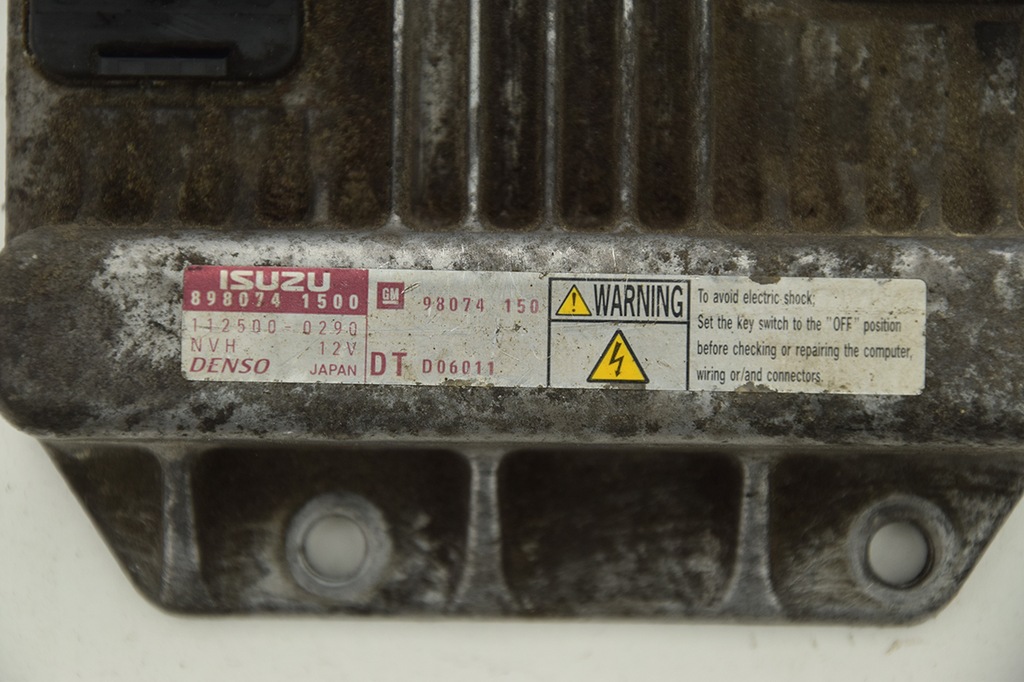 ISUZU
898074 1500
112500-0290
NVH 12V
DENSO JAPAN
GM 98074 150
DT D06011
WARNING
To avoid electric shock;
Set the key switch to the "OFF" position
before checking or repairing the computer,
wiring or/and connectors.